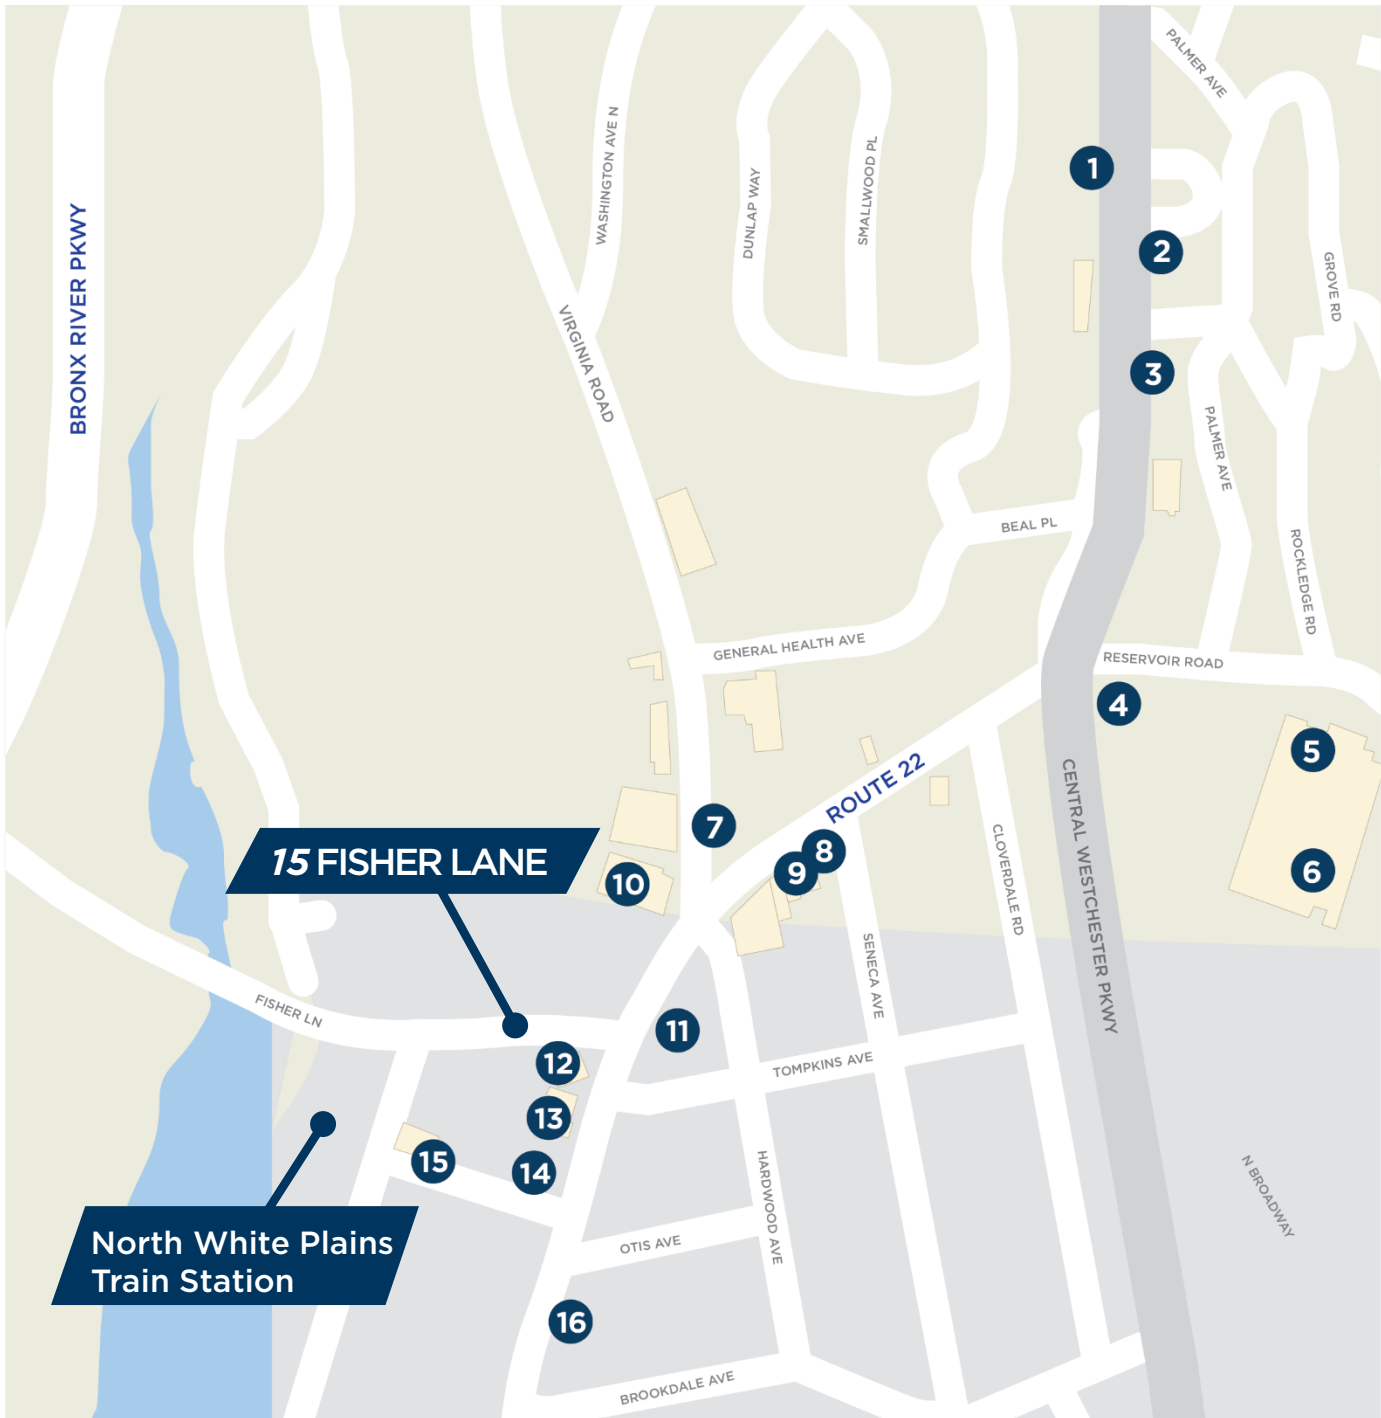 PALMER AVE
WASHINGTON AVE N
SMALLWOOD PL
DUNLAP WAY
1
2
BRONX RIVER PKWY
GROVE RD
VIRGINIA ROAD
3
PALMER AVE
BEAL PL
ROCKLEDGE RD
GENERAL HEALTH AVE
RESERVOIR ROAD
4
5
ROUTE 22
7
8
9
10
6
15 FISHER LANE
CENTRAL WESTCHESTER PKWY
CLOVERDALE RD
SENECA AVE
FISHER LN
11
12
TOMPKINS AVE
13
14
15
HARDWOOD AVE
N BROADWAY
North White Plains
Train Station
OTIS AVE
16
BROOKDALE AVE